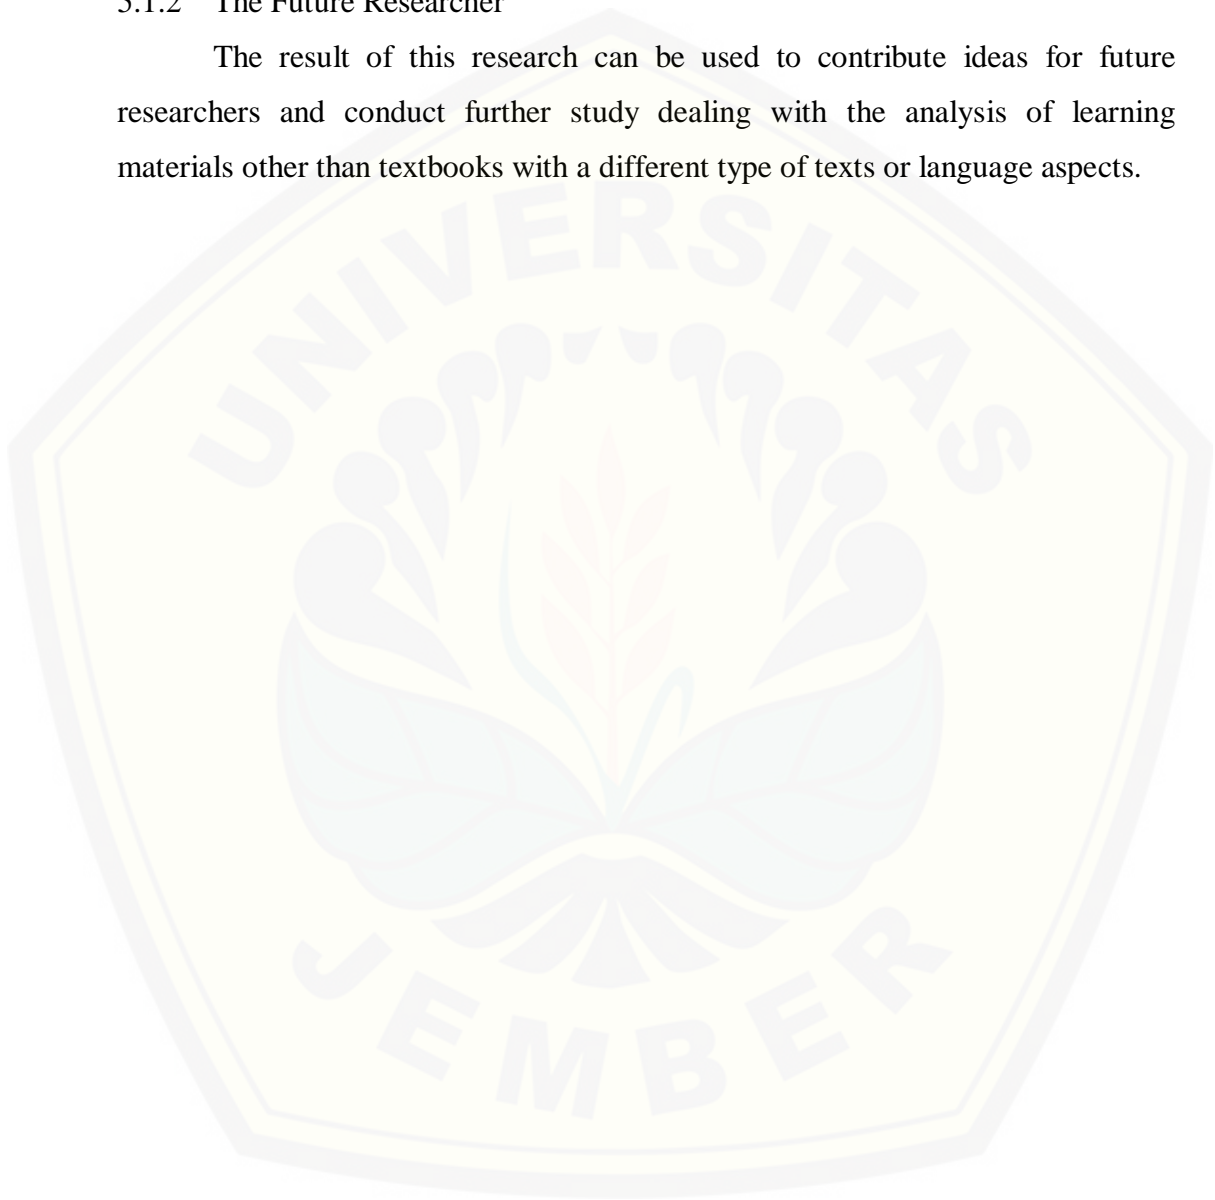 5.1.2 The Future Researcher
The result of this research can be used to contribute ideas for future
researchers and conduct further study dealing with the analysis of learning
materials other than textbooks with a different type of texts or language aspects.
UNIVERSITAS
JEMBER